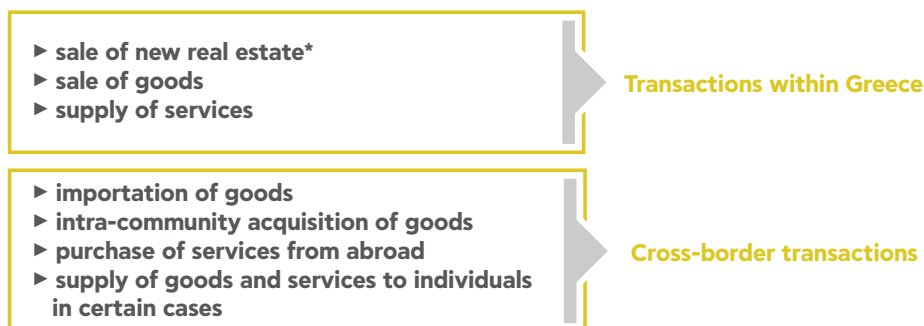 ► sale of new real estate*
► sale of goods
► supply of services
Transactions within Greece
► importation of goods
► intra-community acquisition of goods
► purchase of services from abroad
► supply of goods and services to individuals
in certain cases
Cross-border transactions